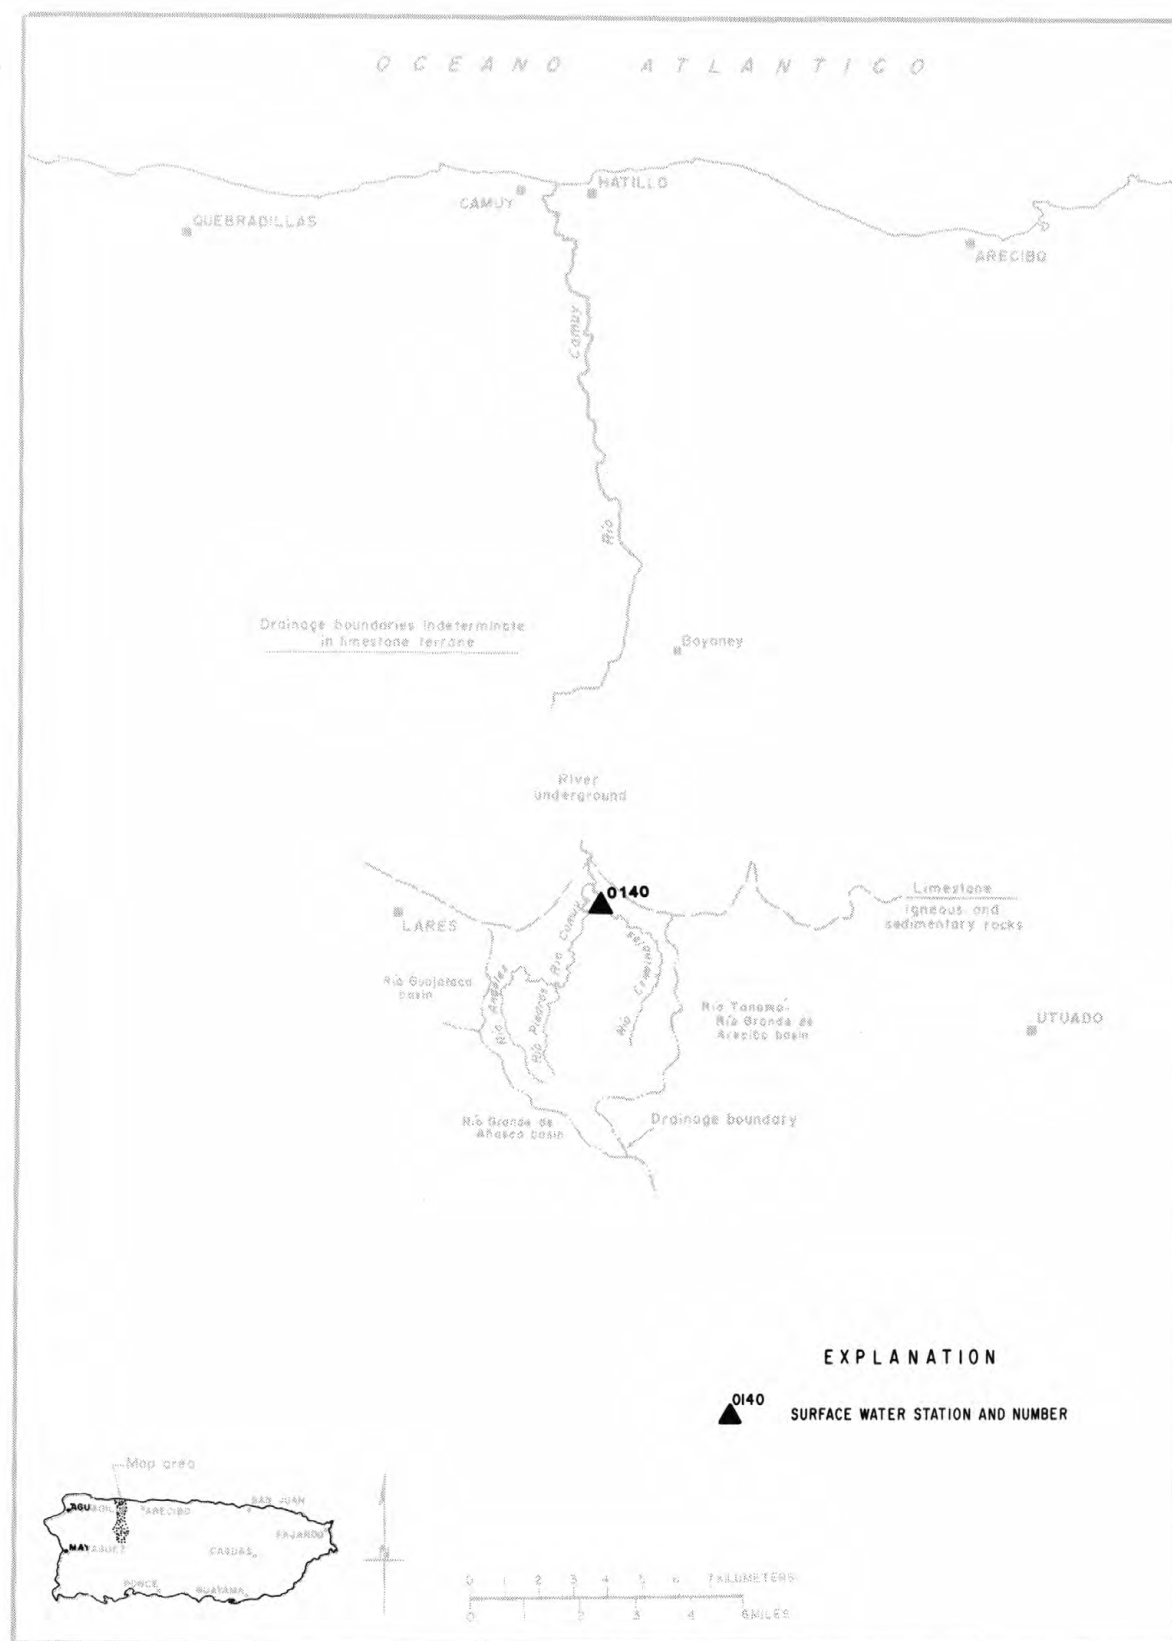 OCEANO ATLANTICO
HATILLO
CAMUY
QUEBRADILLAS
ARECIBO
Camuy
Río
Drainage boundaries indeterminate
in limestone terrane
Bayaney
River
underground
0140
Limestone
igneous and
sedimentary rocks
LARES
Río Camuy
Río Criminales
Río Guajataca
basin
Río Angeles
Río Piedras
Río Tanamá-
Río Grande de
Arecibo basin
UTUADO
Río Grande de
Añasco basin
Drainage boundary
EXPLANATION
0140
SURFACE WATER STATION AND NUMBER
Map area
SAN JUAN
ARECIBO
FAJARDO
CAGUAS
PONCE
GUAYAMA
N
0 1 2 3 4 5 6 7 KILOMETERS
0 1 2 3 4 5 MILES